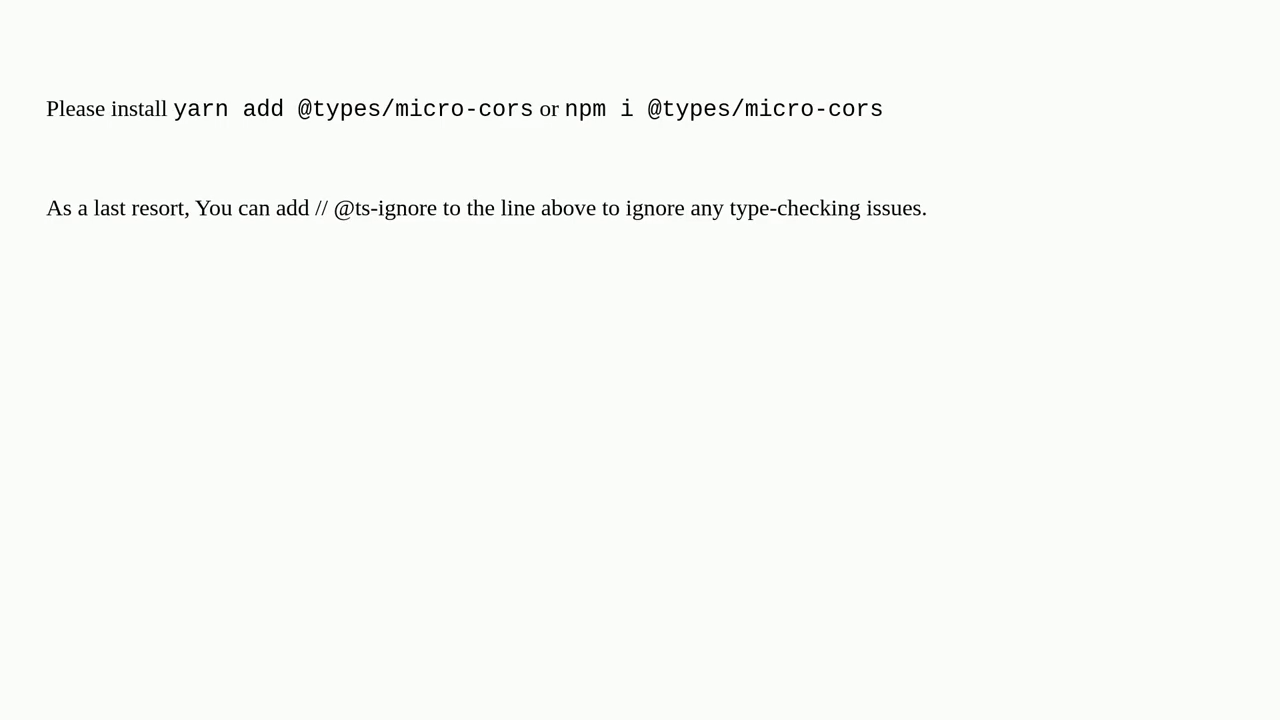 Please install yarn add @types/micro-cors or npm i @types/micro-cors
As a last resort, You can add // @ts-ignore to the line above to ignore any type-checking issues.